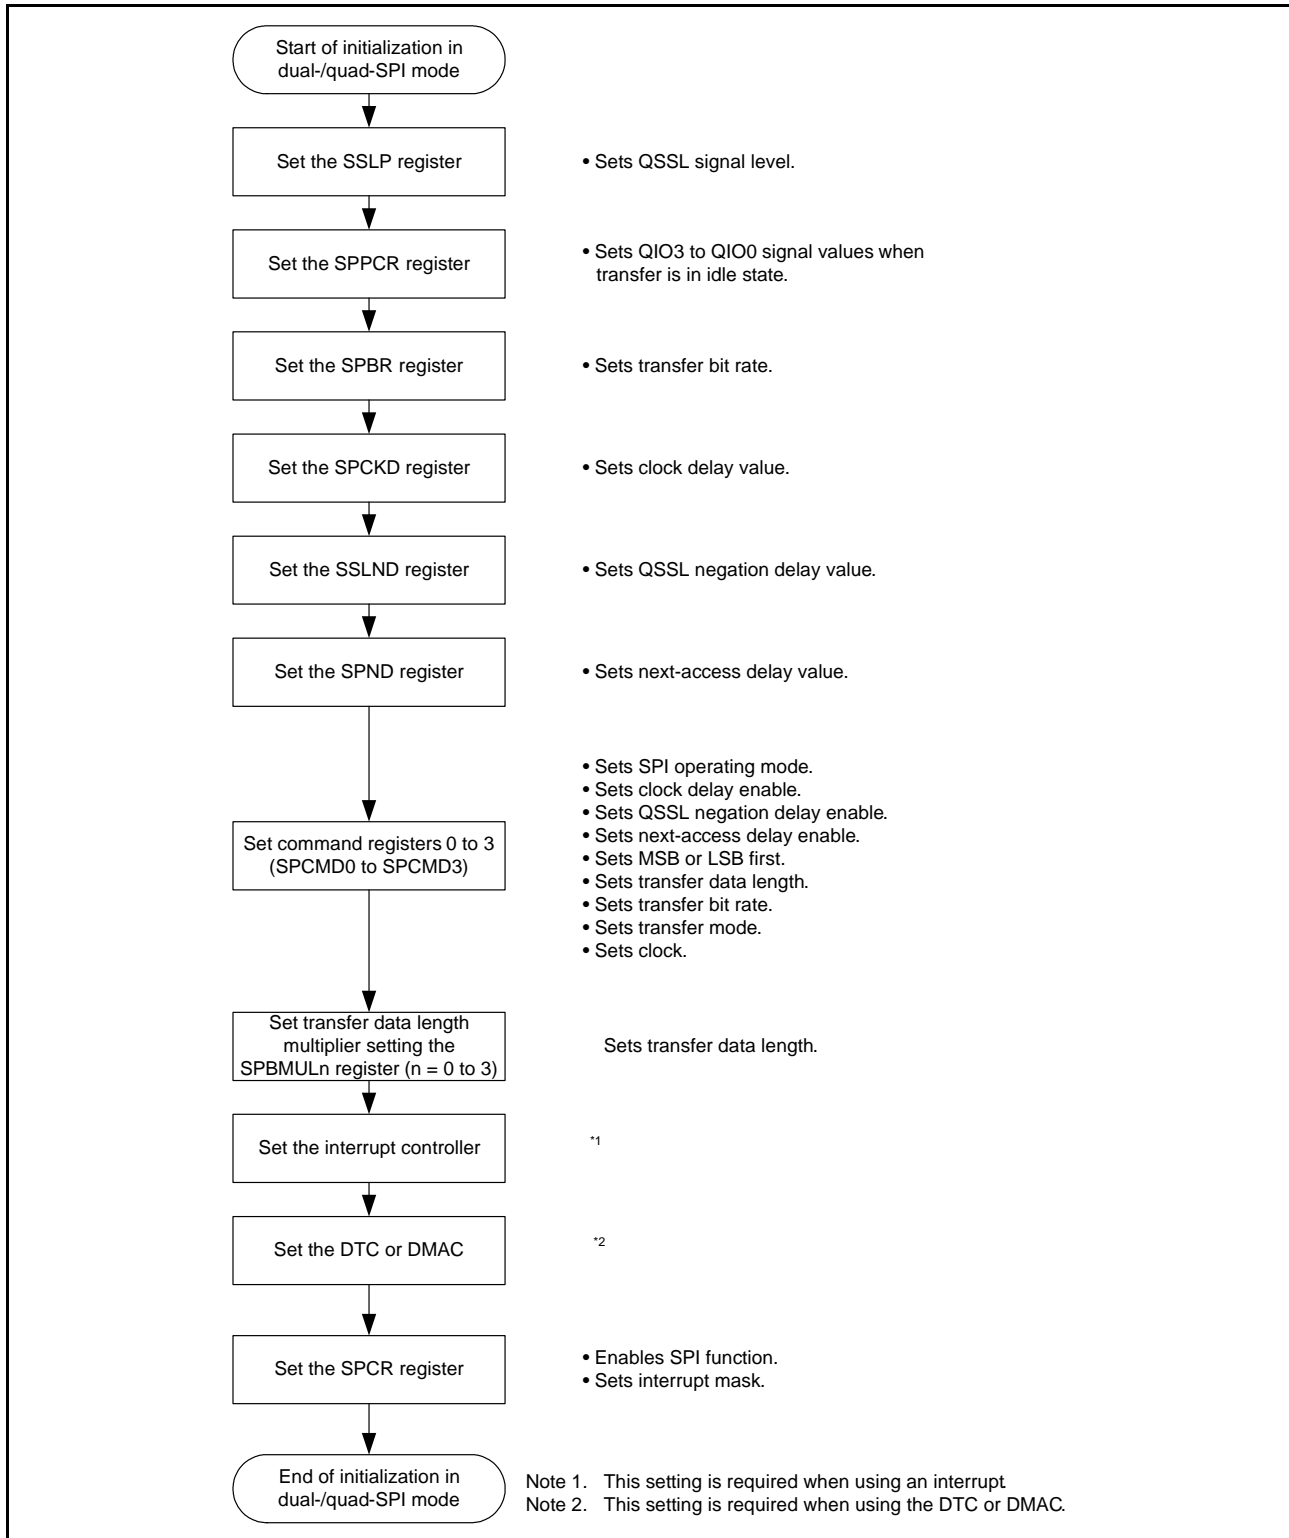 Start of initialization in
dual-/quad-SPI mode
Set the SSLP register
• Sets QSSL signal level.
Set the SPPCR register
• Sets QIO3 to QIO0 signal values when
transfer is in idle state.
Set the SPBR register
• Sets transfer bit rate.
Set the SPCKD register
• Sets clock delay value.
Set the SSLND register
• Sets QSSL negation delay value.
Set the SPND register
• Sets next-access delay value.
Set command registers 0 to 3
(SPCMD0 to SPCMD3)
• Sets SPI operating mode.
• Sets clock delay enable.
• Sets QSSL negation delay enable.
• Sets next-access delay enable.
• Sets MSB or LSB first.
• Sets transfer data length.
• Sets transfer bit rate.
• Sets transfer mode.
• Sets clock.
Set transfer data length
multiplier setting the
SPBMULn register (n = 0 to 3)
Sets transfer data length.
Set the interrupt controller
*1
Set the DTC or DMAC
*2
Set the SPCR register
• Enables SPI function.
• Sets interrupt mask.
End of initialization in
dual-/quad-SPI mode
Note 1. This setting is required when using an interrupt.
Note 2. This setting is required when using the DTC or DMAC.